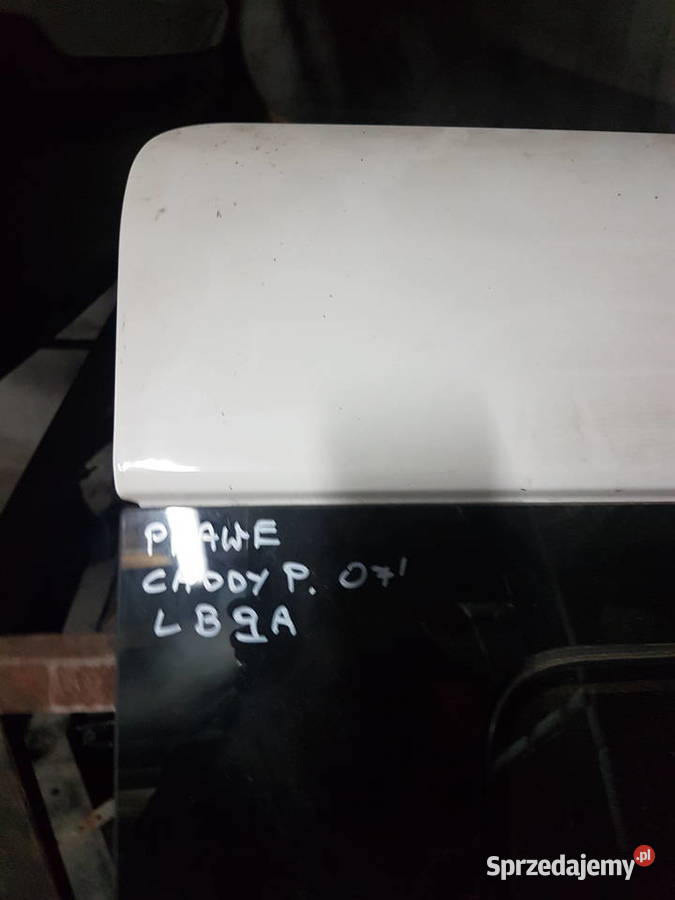 PRAWE
CADDY P. 07'
LB9A
Sprzedajemy.pl